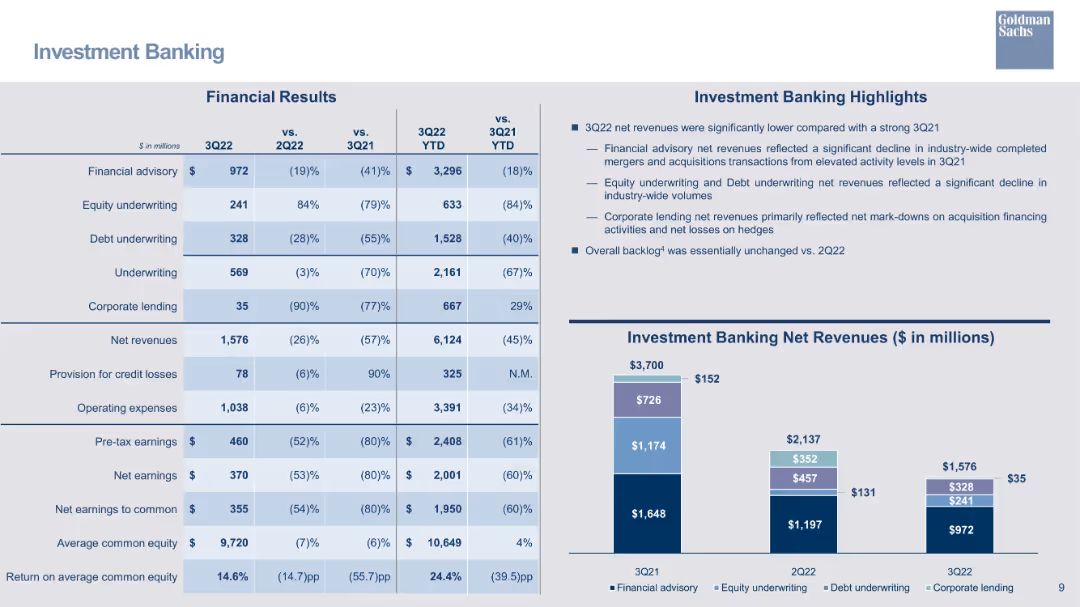 Goldman
Sachs
Investment Banking
Financial Results
$ in millions 3Q22 vs. 2Q22 vs. 3Q21 3Q22 YTD vs. 3Q21 YTD
Financial advisory $ 972 (19)% (41)% $ 3,296 (18)%
Equity underwriting 241 84% (79)% 633 (84)%
Debt underwriting 328 (28)% (55)% 1,528 (40)%
Underwriting 569 (3)% (70)% 2,161 (67)%
Corporate lending 35 (90)% (77)% 667 29%
Net revenues 1,576 (26)% (57)% 6,124 (45)%
Provision for credit losses 78 (6)% 90% 325 N.M.
Operating expenses 1,038 (6)% (23)% 3,391 (34)%
Pre-tax earnings $ 460 (52)% (80)% $ 2,408 (61)%
Net earnings $ 370 (53)% (80)% $ 2,001 (60)%
Net earnings to common $ 355 (54)% (80)% $ 1,950 (60)%
Average common equity $ 9,720 (7)% (6)% $ 10,649 4%
Return on average common equity 14.6% (14.7)pp (55.7)pp 24.4% (39.5)pp
Investment Banking Highlights
■ 3Q22 net revenues were significantly lower compared with a strong 3Q21
— Financial advisory net revenues reflected a significant decline in industry-wide completed
mergers and acquisitions transactions from elevated activity levels in 3Q21
— Equity underwriting and Debt underwriting net revenues reflected a significant decline in
industry-wide volumes
— Corporate lending net revenues primarily reflected net mark-downs on acquisition financing
activities and net losses on hedges
■ Overall backlog⁴ was essentially unchanged vs. 2Q22
Investment Banking Net Revenues ($ in millions)
$3,700
$152
$726
$1,174
$1,648
$2,137
$352
$457
$131
$1,197
$1,576
$35
$328
$241
$972
3Q21 2Q22 3Q22
Financial advisory Equity underwriting Debt underwriting Corporate lending
9